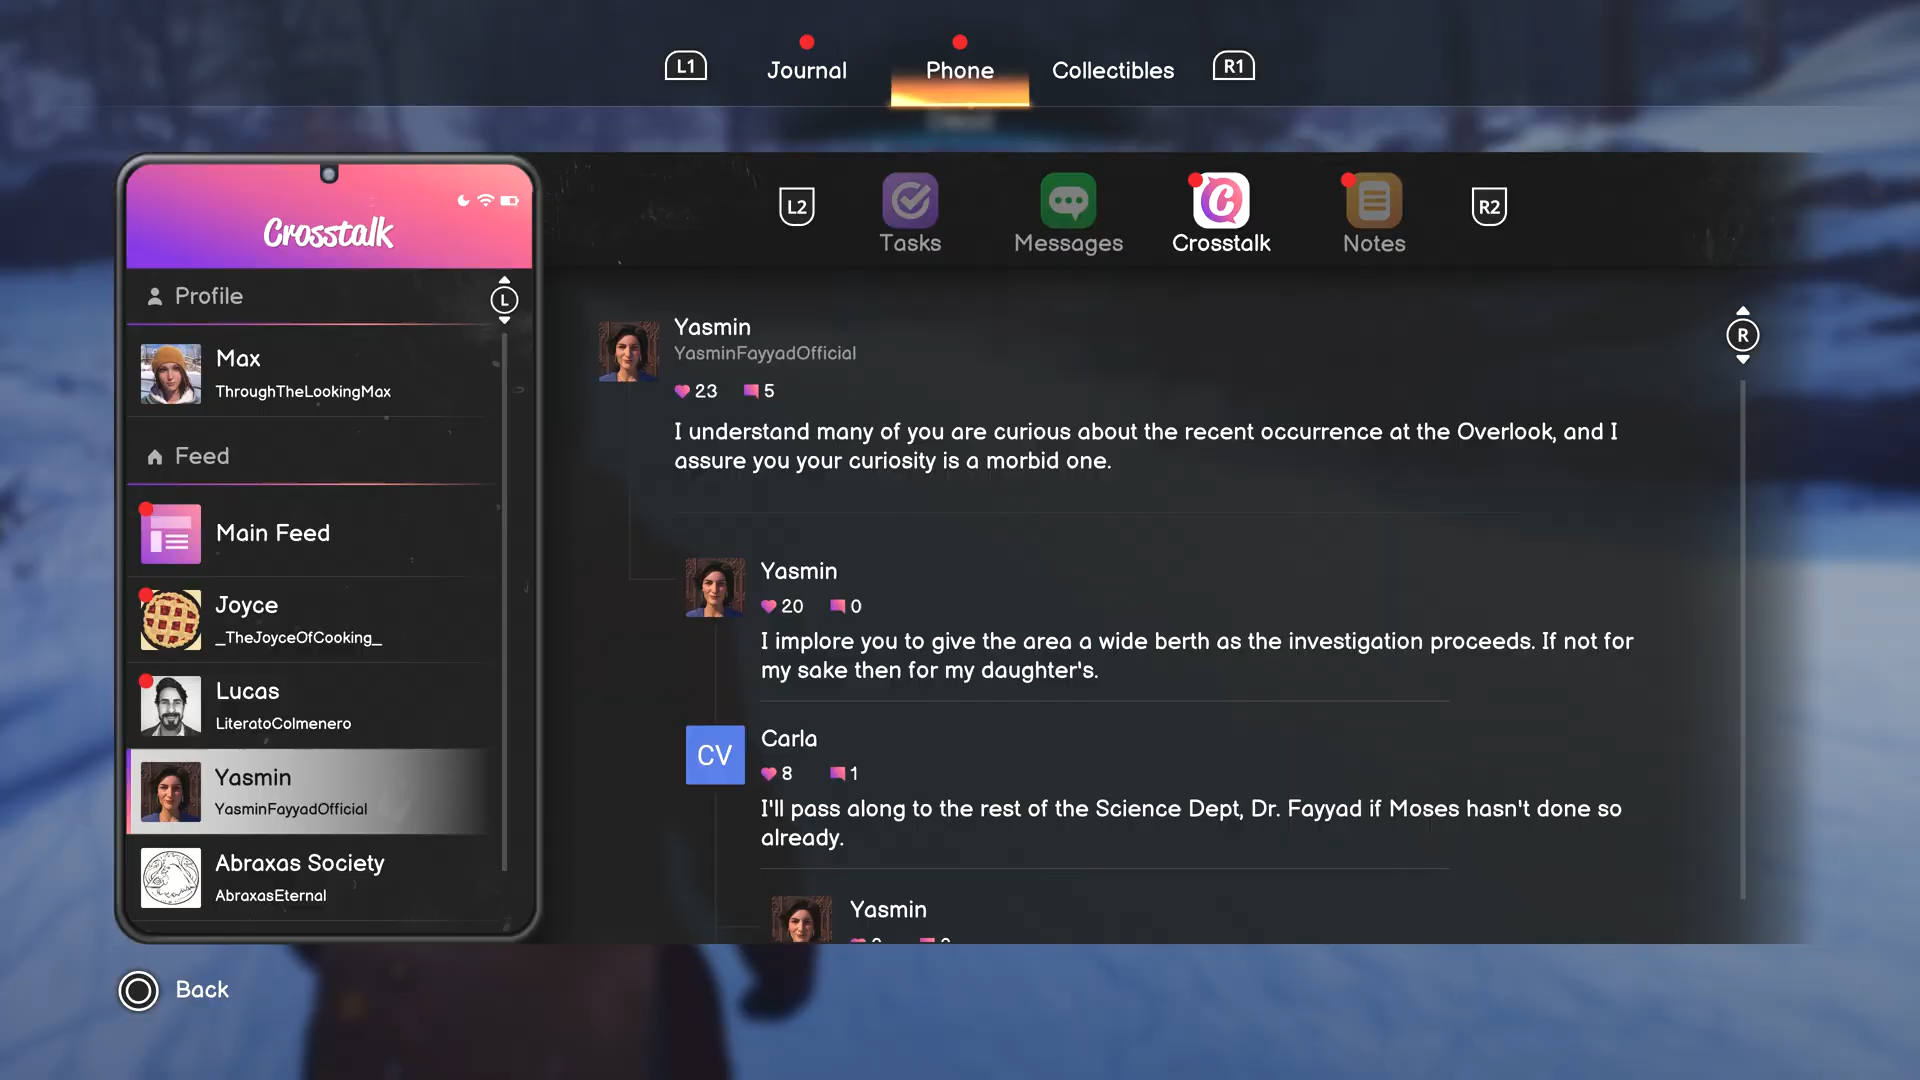 L1
Journal
Phone
Collectibles
R1
Crosstalk
Profile
L
Max
ThroughTheLookingMax
Feed
Main Feed
Joyce
_TheJoyceOfCooking_
Lucas
LiteratoColmenero
Yasmin
YasminFayyadOfficial
Abraxas Society
AbraxasEternal
L2
Tasks
Messages
C
Crosstalk
Notes
R2
R
Yasmin
YasminFayyadOfficial
23 5
I understand many of you are curious about the recent occurrence at the Overlook, and I
assure you your curiosity is a morbid one.
Yasmin
20 0
I implore you to give the area a wide berth as the investigation proceeds. If not for
my sake then for my daughter's.
CV
Carla
8 1
I'll pass along to the rest of the Science Dept, Dr. Fayyad if Moses hasn't done so
already.
Yasmin
Back